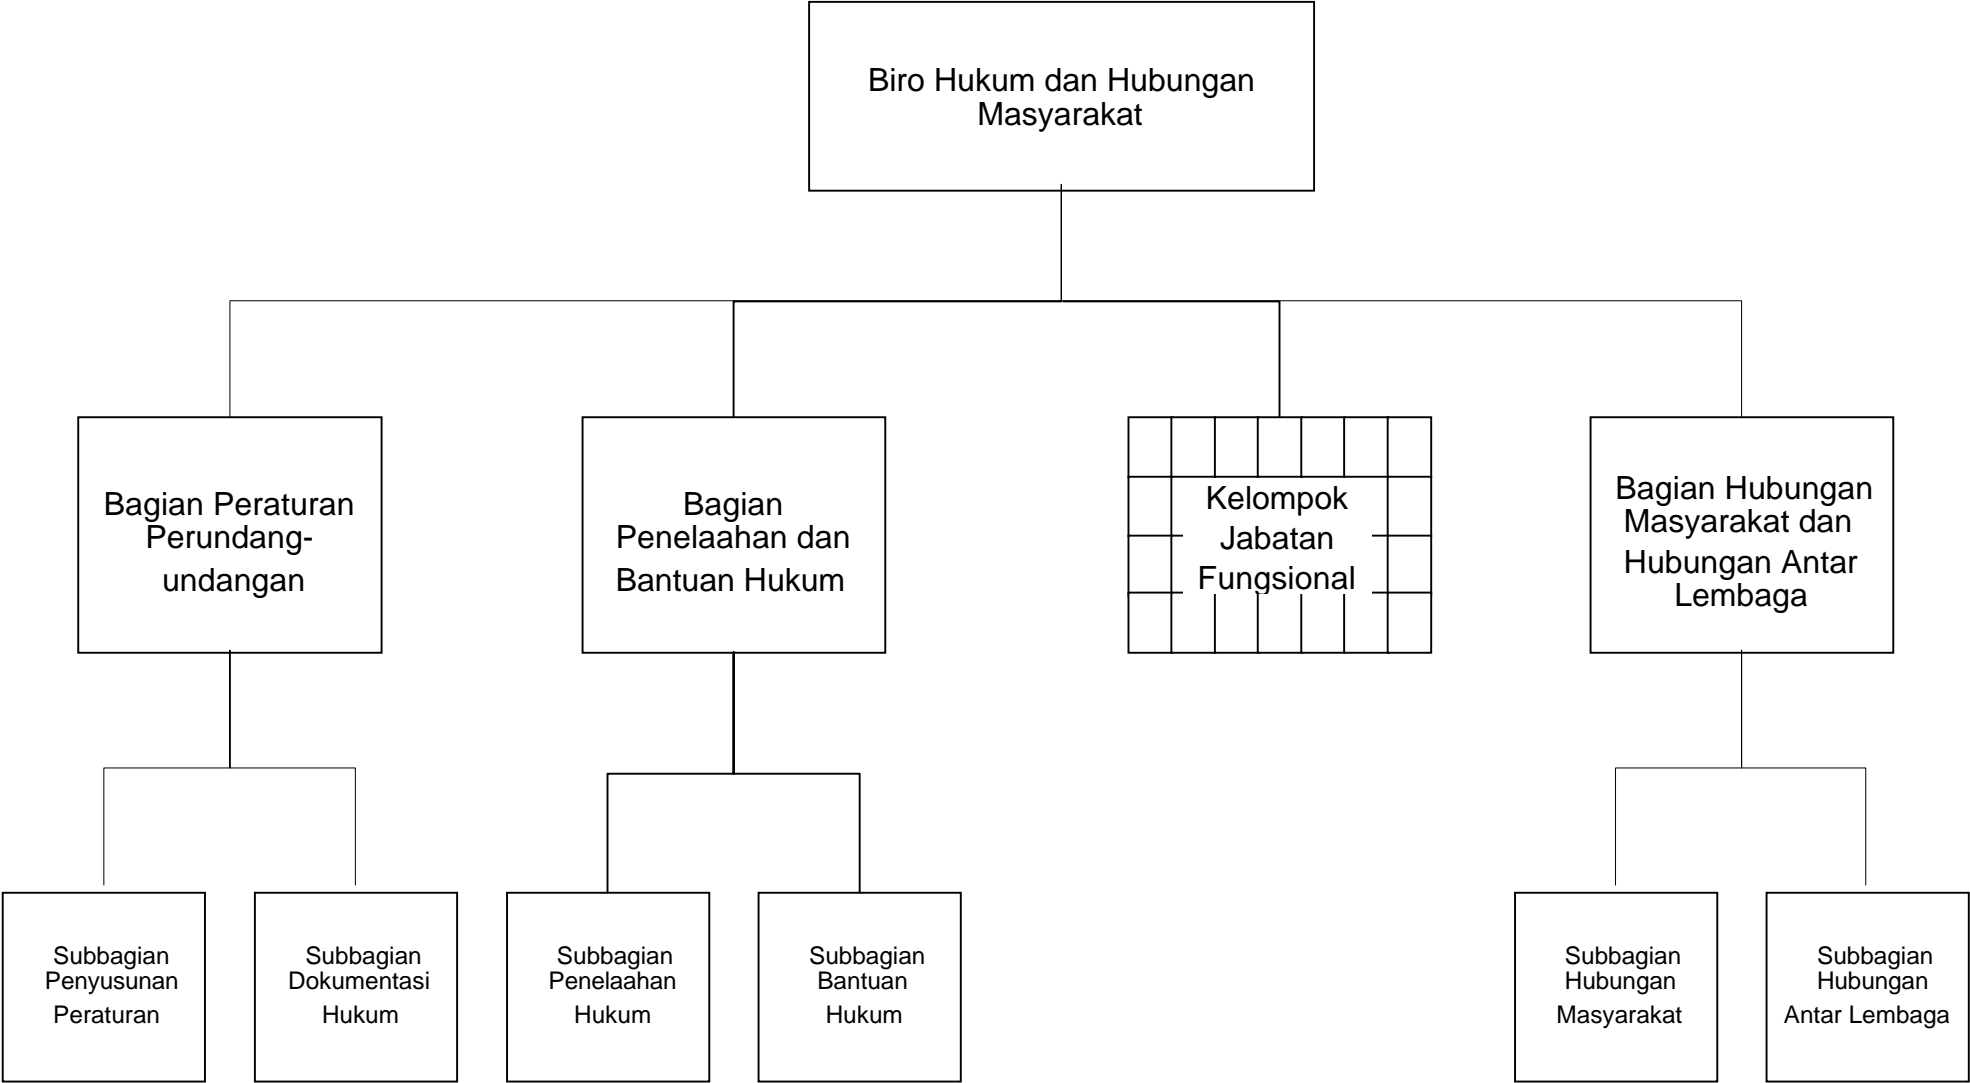 Biro Hukum dan Hubungan
Masyarakat
Bagian Peraturan
Perundang-
undangan
Bagian
Penelaahan dan
Bantuan Hukum
Kelompok
Jabatan
Fungsional
Bagian Hubungan
Masyarakat dan
Hubungan Antar
Lembaga
Subbagian
Penyusunan
Peraturan
Subbagian
Dokumentasi
Hukum
Subbagian
Penelaahan
Hukum
Subbagian
Bantuan
Hukum
Subbagian
Hubungan
Masyarakat
Subbagian
Hubungan
Antar Lembaga